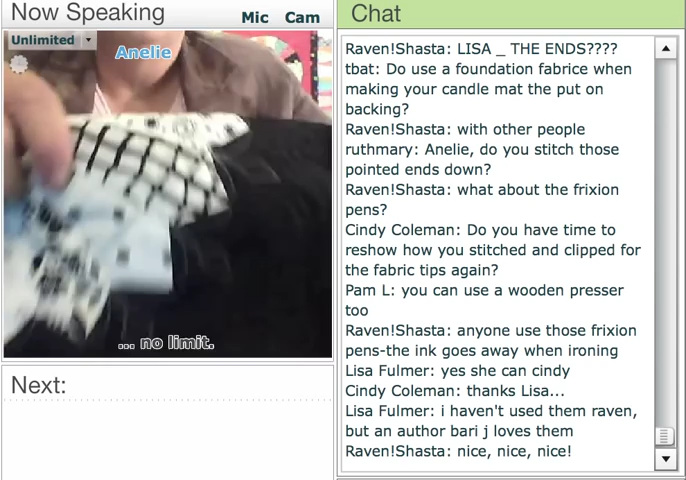 Now Speaking
Mic Cam
Unlimited
Anelie
... no limit.
Next:
Chat
Raven!Shasta: LISA _ THE ENDS????
tbat: Do use a foundation fabrice when
making your candle mat the put on
backing?
Raven!Shasta: with other people
ruthmary: Anelie, do you stitch those
pointed ends down?
Raven!Shasta: what about the frixion
pens?
Cindy Coleman: Do you have time to
reshow how you stitched and clipped for
the fabric tips again?
Pam L: you can use a wooden presser
too
Raven!Shasta: anyone use those frixion
pens-the ink goes away when ironing
Lisa Fulmer: yes she can cindy
Cindy Coleman: thanks Lisa...
Lisa Fulmer: i haven't used them raven,
but an author bari j loves them
Raven!Shasta: nice, nice, nice!